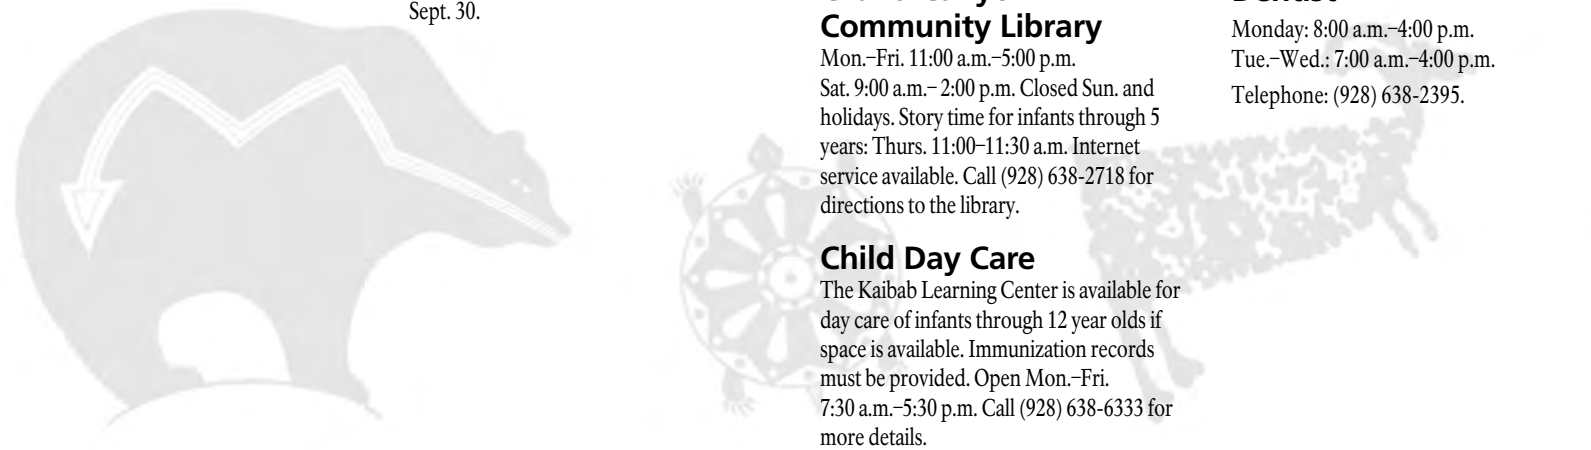 Sept. 30.
Community Library
Mon.–Fri. 11:00 a.m.–5:00 p.m.
Sat. 9:00 a.m.– 2:00 p.m. Closed Sun. and
holidays. Story time for infants through 5
years: Thurs. 11:00–11:30 a.m. Internet
service available. Call (928) 638-2718 for
directions to the library.
Child Day Care
The Kaibab Learning Center is available for
day care of infants through 12 year olds if
space is available. Immunization records
must be provided. Open Mon.–Fri.
7:30 a.m.–5:30 p.m. Call (928) 638-6333 for
more details.
Monday: 8:00 a.m.–4:00 p.m.
Tue.–Wed.: 7:00 a.m.–4:00 p.m.
Telephone: (928) 638-2395.